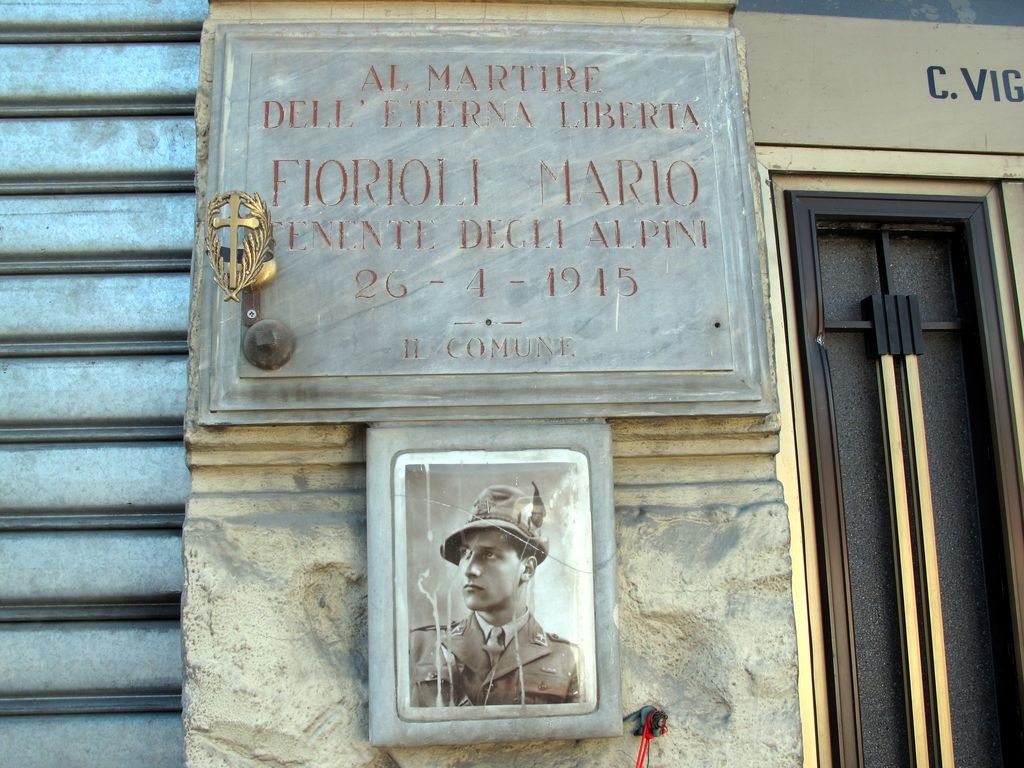 AL MARTIRE
DELL'ETERNA LIBERTA
FIORIOLI MARIO
TENENTE DEGLI ALPINI
26 - 4 - 1945
IL COMUNE
C. VIG